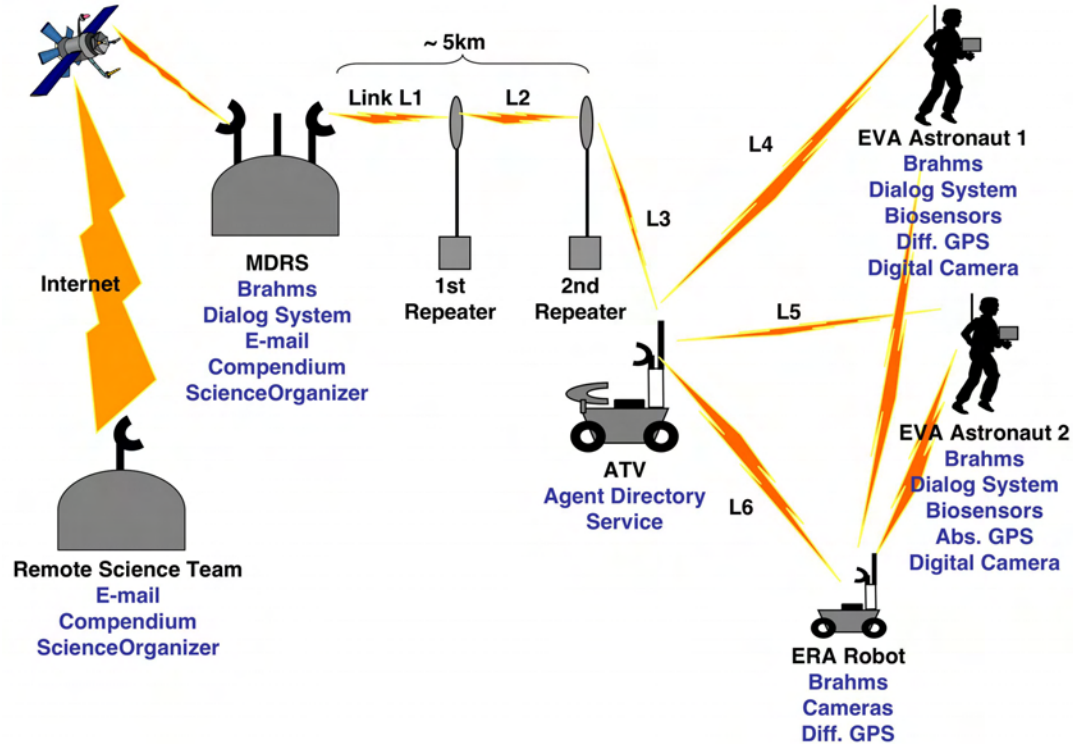 ~ 5km
Link L1
L2
L3
L4
L5
L6
Internet
MDRS
Brahms
Dialog System
E-mail
Compendium
ScienceOrganizer
1st
Repeater
2nd
Repeater
EVA Astronaut 1
Brahms
Dialog System
Biosensors
Diff. GPS
Digital Camera
EVA Astronaut 2
Brahms
Dialog System
Biosensors
Abs. GPS
Digital Camera
ATV
Agent Directory
Service
Remote Science Team
E-mail
Compendium
ScienceOrganizer
ERA Robot
Brahms
Cameras
Diff. GPS